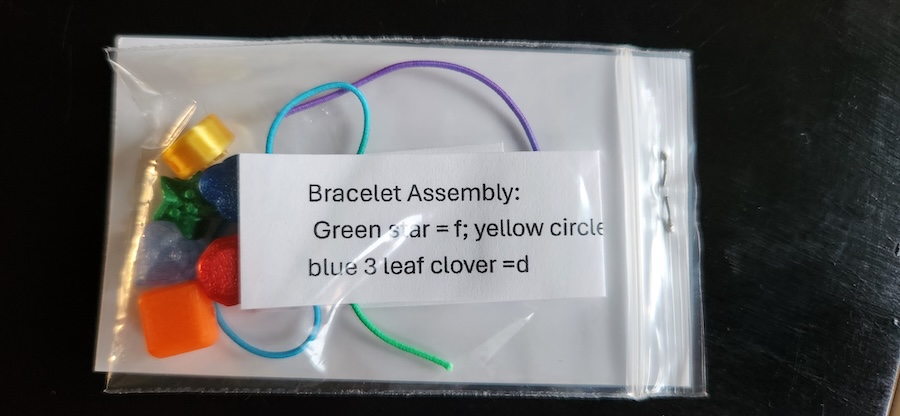 Bracelet Assembly:
Green star = f; yellow circle
blue 3 leaf clover =d